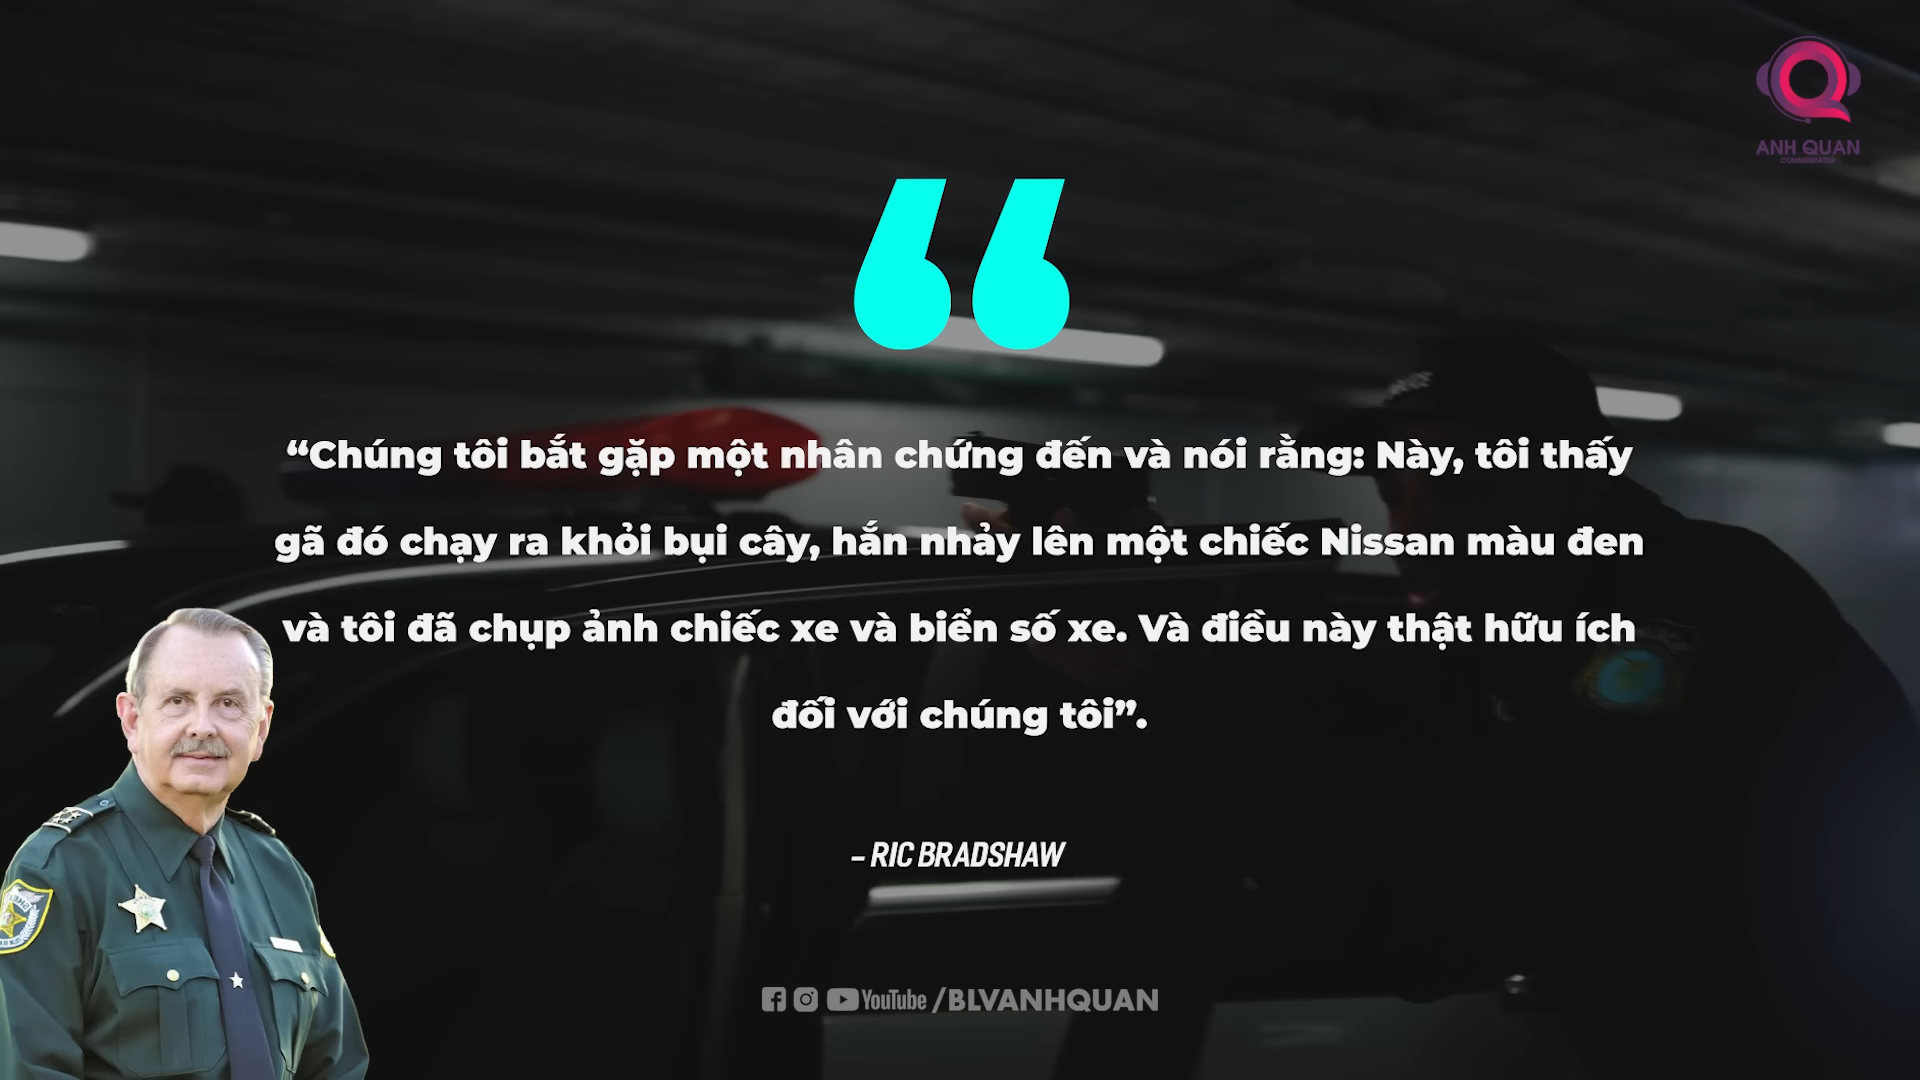 ANH QUAN
COMMENTATOR
“Chúng tôi bắt gặp một nhân chứng đến và nói rằng: Này, tôi thấy
gã đó chạy ra khỏi bụi cây, hắn nhảy lên một chiếc Nissan màu đen
và tôi đã chụp ảnh chiếc xe và biển số xe. Và điều này thật hữu ích
đối với chúng tôi”.
– RIC BRADSHAW
YouTube /BLVANHQUAN